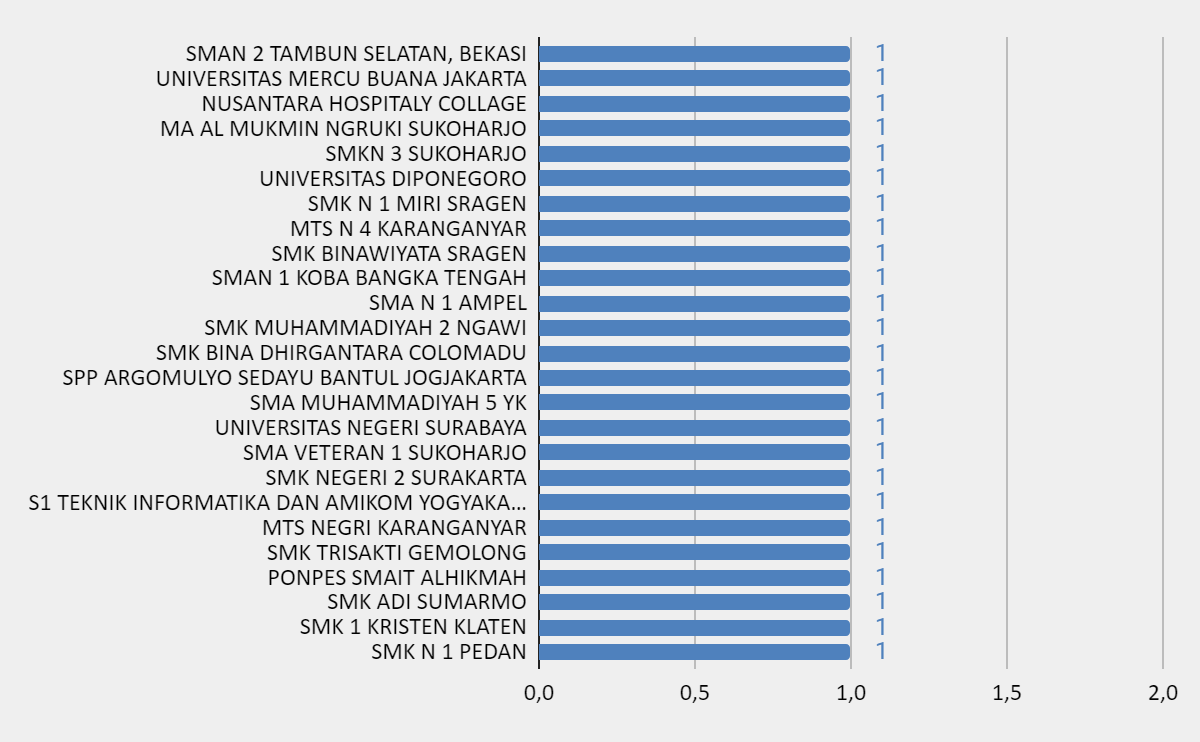 SMAN 2 TAMBUN SELATAN, BEKASI 1
UNIVERSITAS MERCU BUANA JAKARTA 1
NUSANTARA HOSPITALY COLLAGE 1
MA AL MUKMIN NGRUKI SUKOHARJO 1
SMKN 3 SUKOHARJO 1
UNIVERSITAS DIPONEGORO 1
SMK N 1 MIRI SRAGEN 1
MTS N 4 KARANGANYAR 1
SMK BINAWIYATA SRAGEN 1
SMAN 1 KOBA BANGKA TENGAH 1
SMA N 1 AMPEL 1
SMK MUHAMMADIYAH 2 NGAWI 1
SMK BINA DHIRGANTARA COLOMADU 1
SPP ARGOMULYO SEDAYU BANTUL JOGJAKARTA 1
SMA MUHAMMADIYAH 5 YK 1
UNIVERSITAS NEGERI SURABAYA 1
SMA VETERAN 1 SUKOHARJO 1
SMK NEGERI 2 SURAKARTA 1
S1 TEKNIK INFORMATIKA DAN AMIKOM YOGYAKA... 1
MTS NEGRI KARANGANYAR 1
SMK TRISAKTI GEMOLONG 1
PONPES SMAIT ALHIKMAH 1
SMK ADI SUMARMO 1
SMK 1 KRISTEN KLATEN 1
SMK N 1 PEDAN 1
0,0 0,5 1,0 1,5 2,0